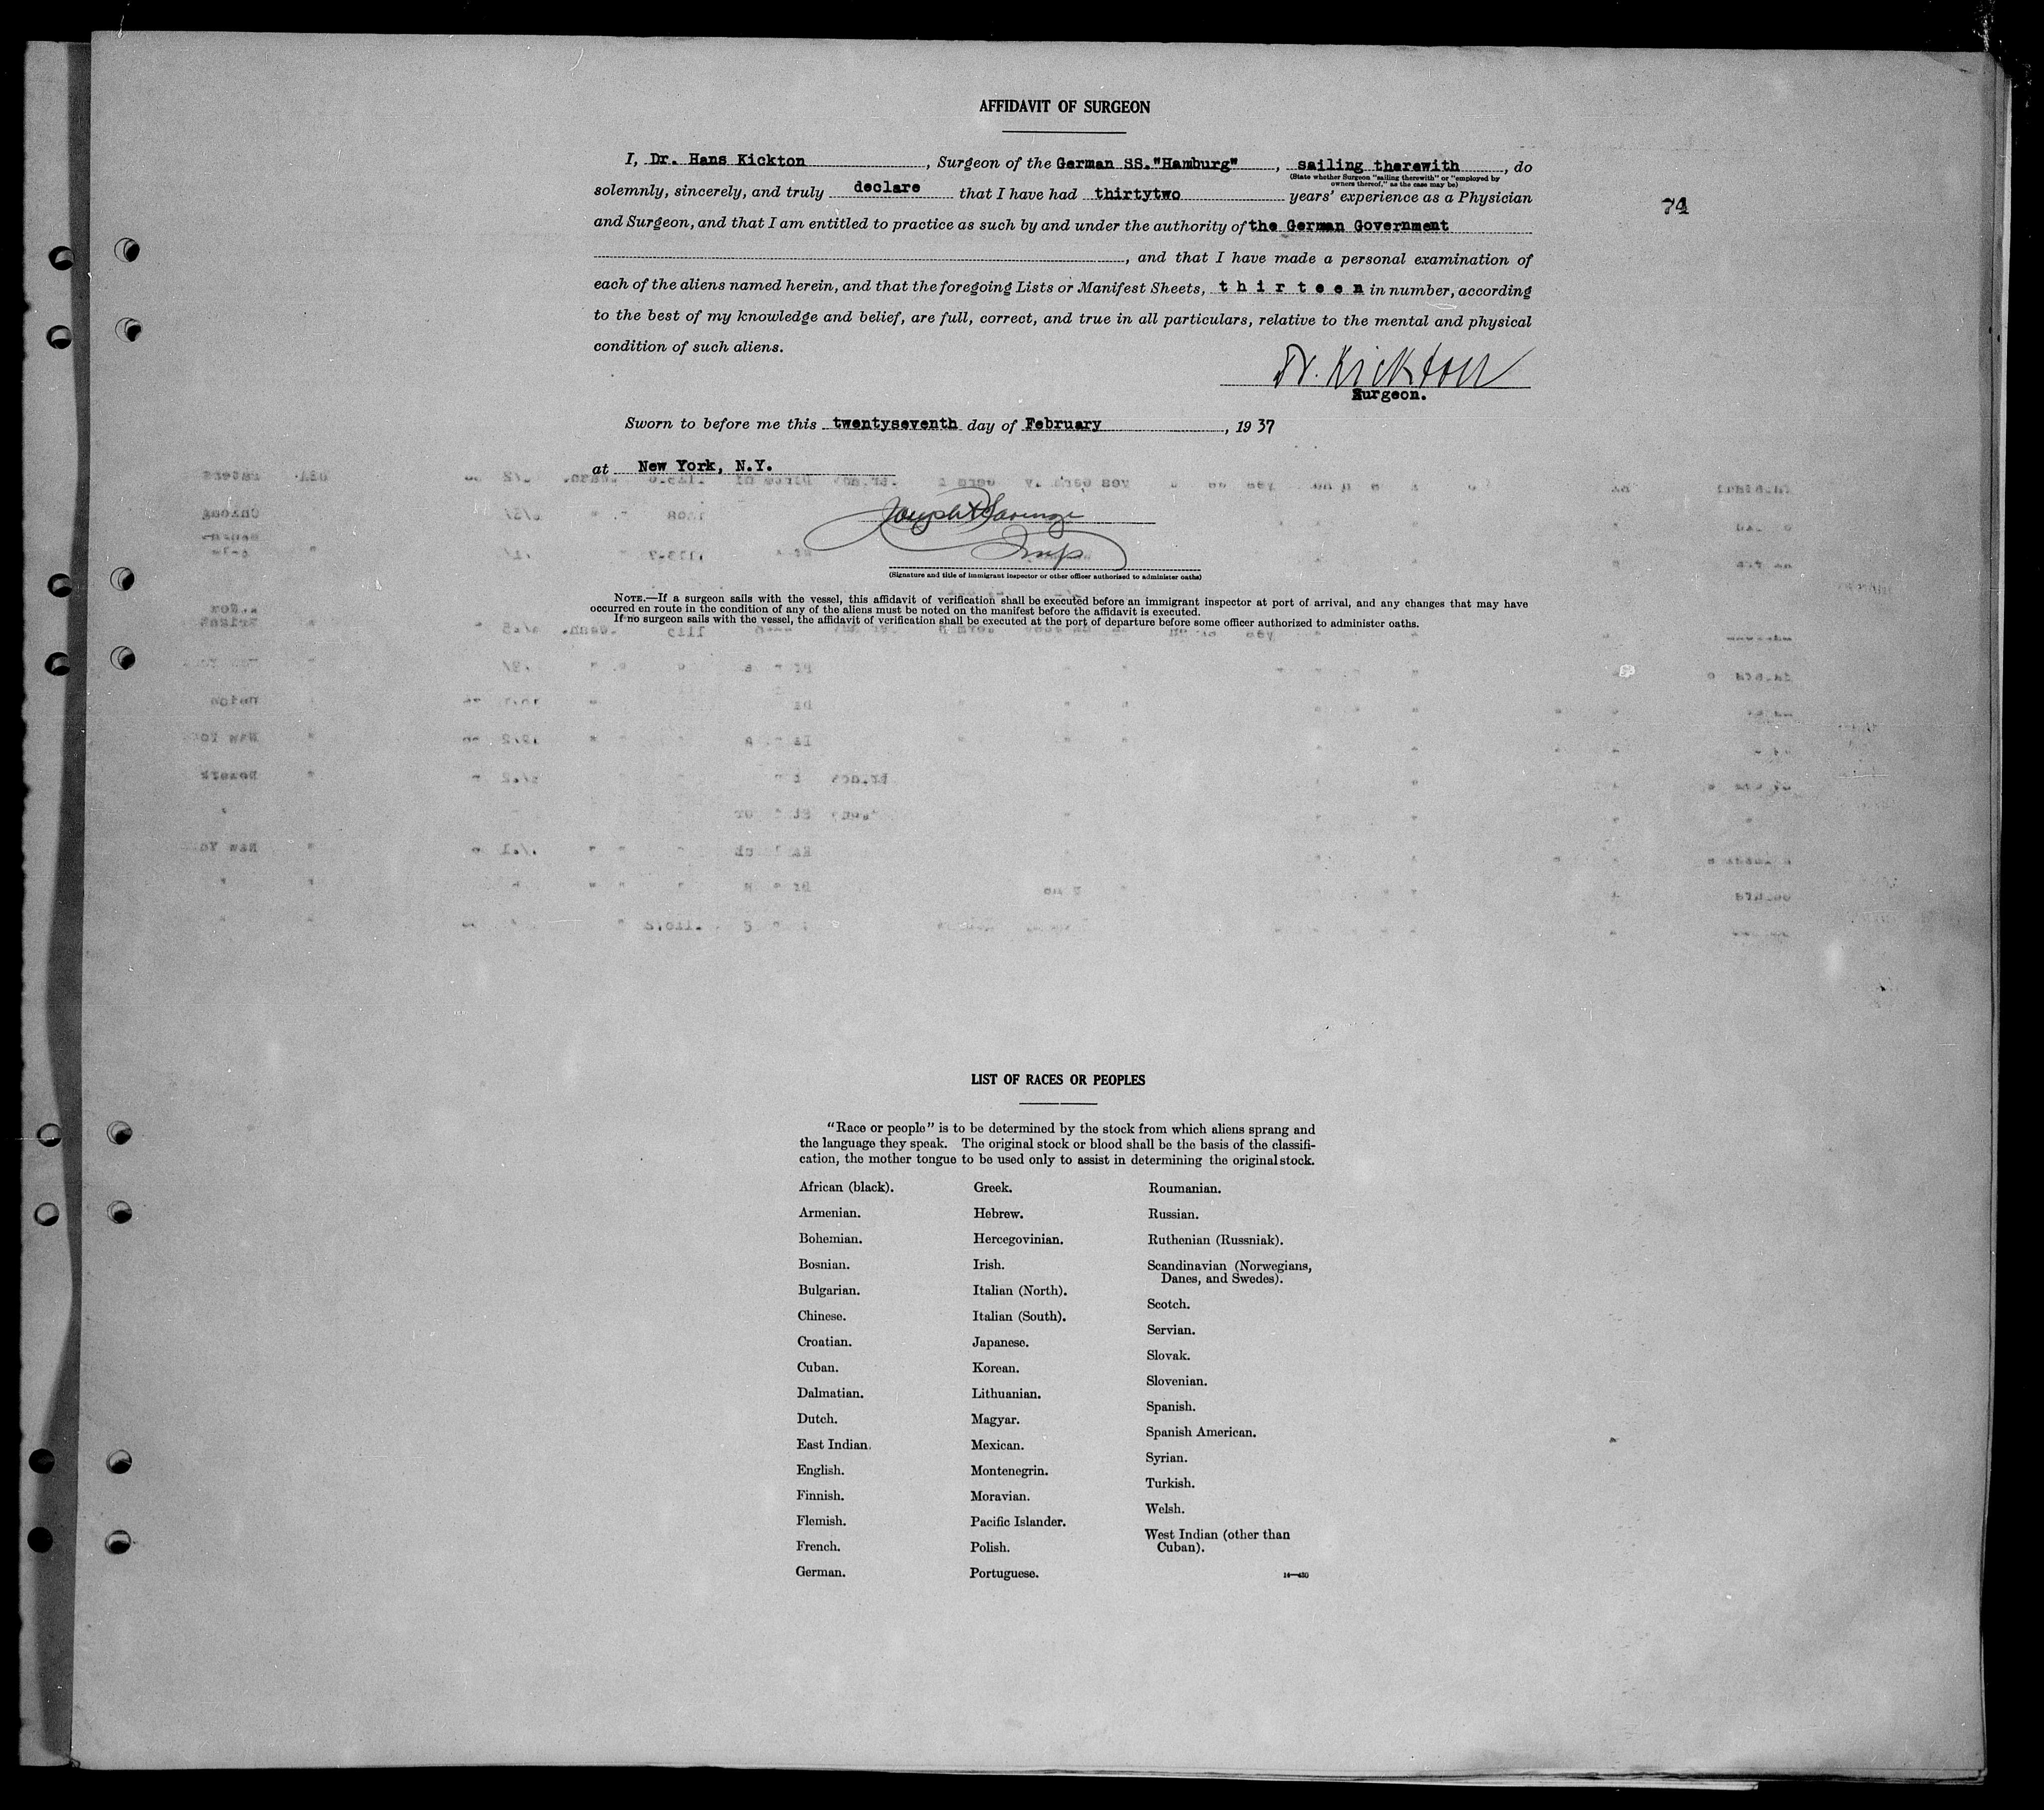 AFFIDAVIT OF SURGEON
I, Dr. Hans Kickton, Surgeon of the German SS."Hamburg", sailing therewith, do
(State whether Surgeon "sailing therewith" or "employed by
owners thereof," as the case may be)
solemnly, sincerely, and truly declare that I have had thirtytwo years' experience as a Physician
74
and Surgeon, and that I am entitled to practice as such by and under the authority of the German Government
, and that I have made a personal examination of
each of the aliens named herein, and that the foregoing Lists or Manifest Sheets, t h i r t e e n in number, according
to the best of my knowledge and belief, are full, correct, and true in all particulars, relative to the mental and physical
condition of such aliens.
Dr. Kickton
Surgeon.
Sworn to before me this twentyseventh day of February, 1937
at New York, N.Y.
Joseph
Insp
(Signature and title of immigrant inspector or other officer authorized to administer oaths)
NOTE.—If a surgeon sails with the vessel, this affidavit of verification shall be executed before an immigrant inspector at port of arrival, and any changes that may have
occurred en route in the condition of any of the aliens must be noted on the manifest before the affidavit is executed.
If no surgeon sails with the vessel, the affidavit of verification shall be executed at the port of departure before some officer authorized to administer oaths.
LIST OF RACES OR PEOPLES
"Race or people" is to be determined by the stock from which aliens sprang and
the language they speak. The original stock or blood shall be the basis of the classifi-
cation, the mother tongue to be used only to assist in determining the original stock.
African (black).
Armenian.
Bohemian.
Bosnian.
Bulgarian.
Chinese.
Croatian.
Cuban.
Dalmatian.
Dutch.
East Indian.
English.
Finnish.
Flemish.
French.
German.
Greek.
Hebrew.
Hercegovinian.
Irish.
Italian (North).
Italian (South).
Japanese.
Korean.
Lithuanian.
Magyar.
Mexican.
Montenegrin.
Moravian.
Pacific Islander.
Polish.
Portuguese.
Roumanian.
Russian.
Ruthenian (Russniak).
Scandinavian (Norwegians,
Danes, and Swedes).
Scotch.
Servian.
Slovak.
Slovenian.
Spanish.
Spanish American.
Syrian.
Turkish.
Welsh.
West Indian (other than
Cuban).